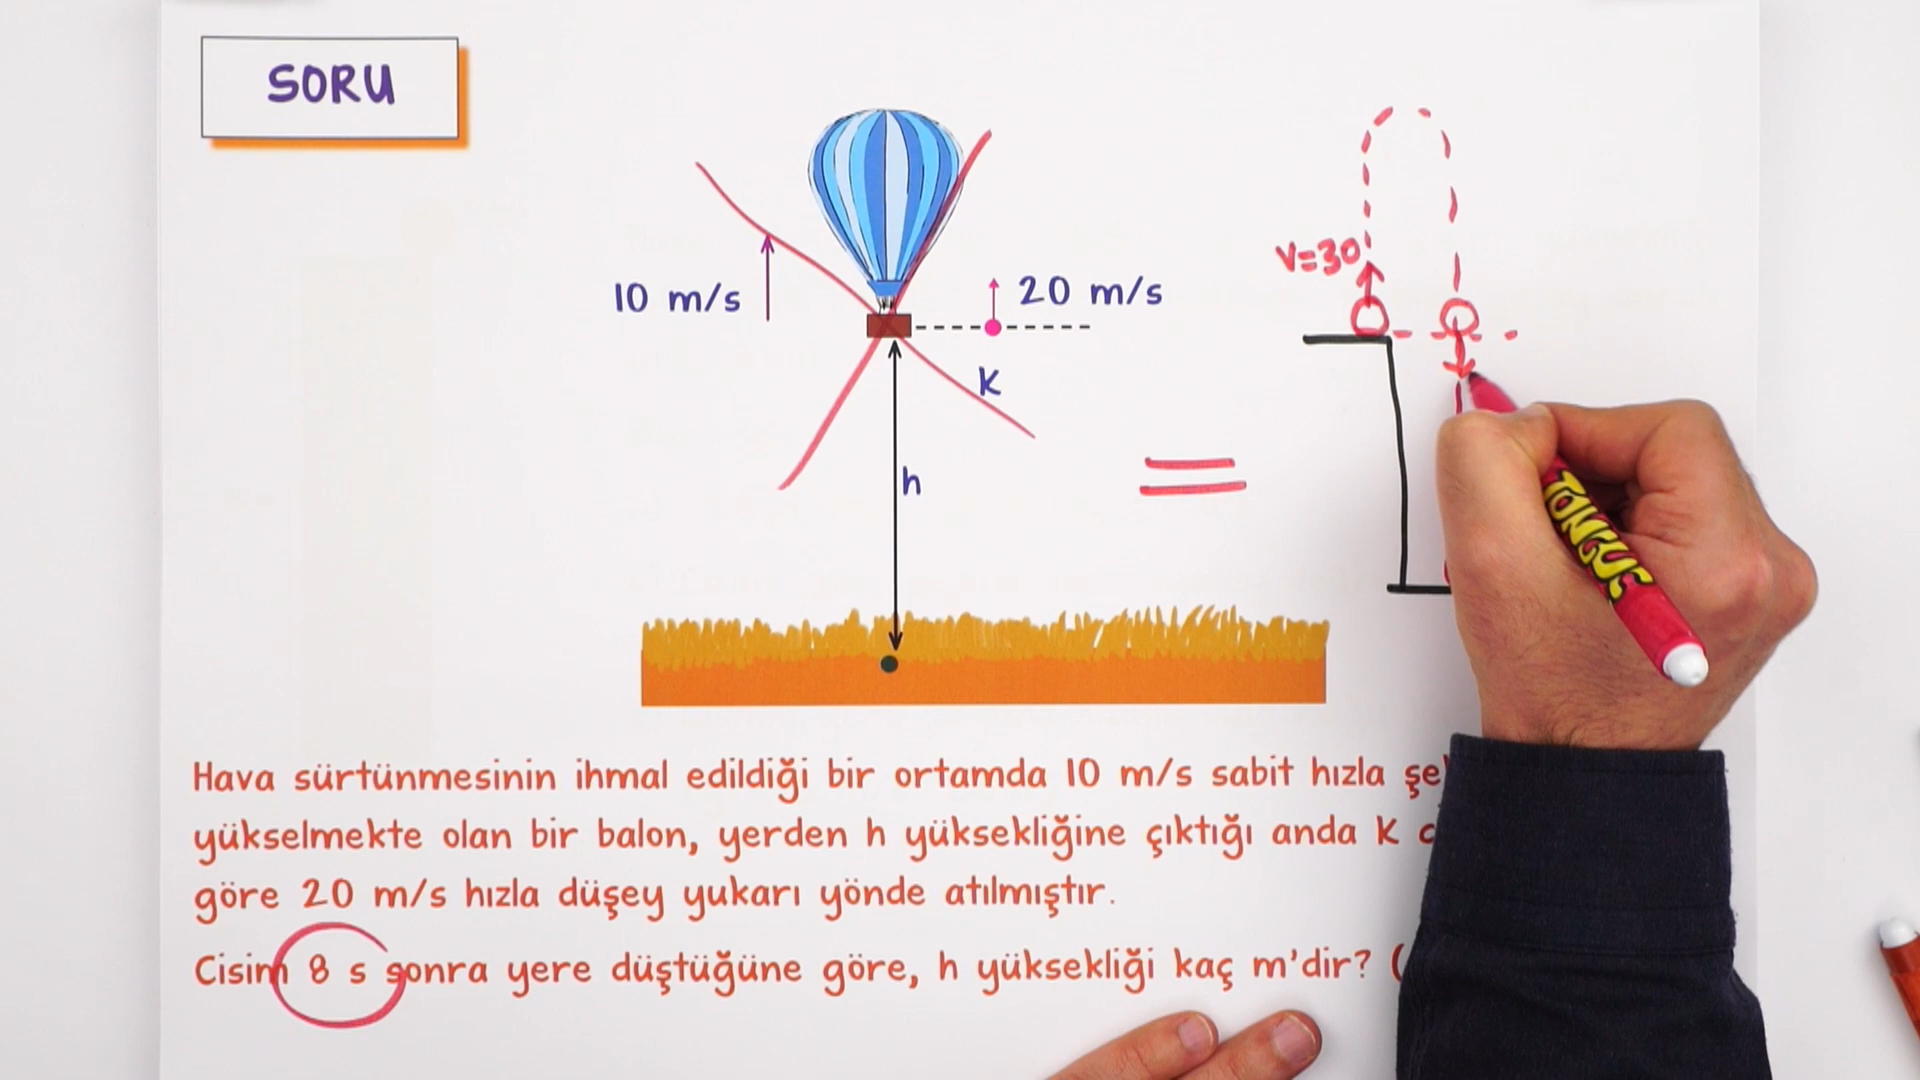 SORU
10 m/s
20 m/s
K
h
V=30
TONGUÇ
Hava sürtünmesinin ihmal edildiği bir ortamda 10 m/s sabit hızla
yükselmekte olan bir balon, yerden h yüksekliğine çıktığı anda K
göre 20 m/s hızla düşey yukarı yönde atılmıştır.
Cisim 8 s sonra yere düştüğüne göre, h yüksekliği kaç m'dir? (